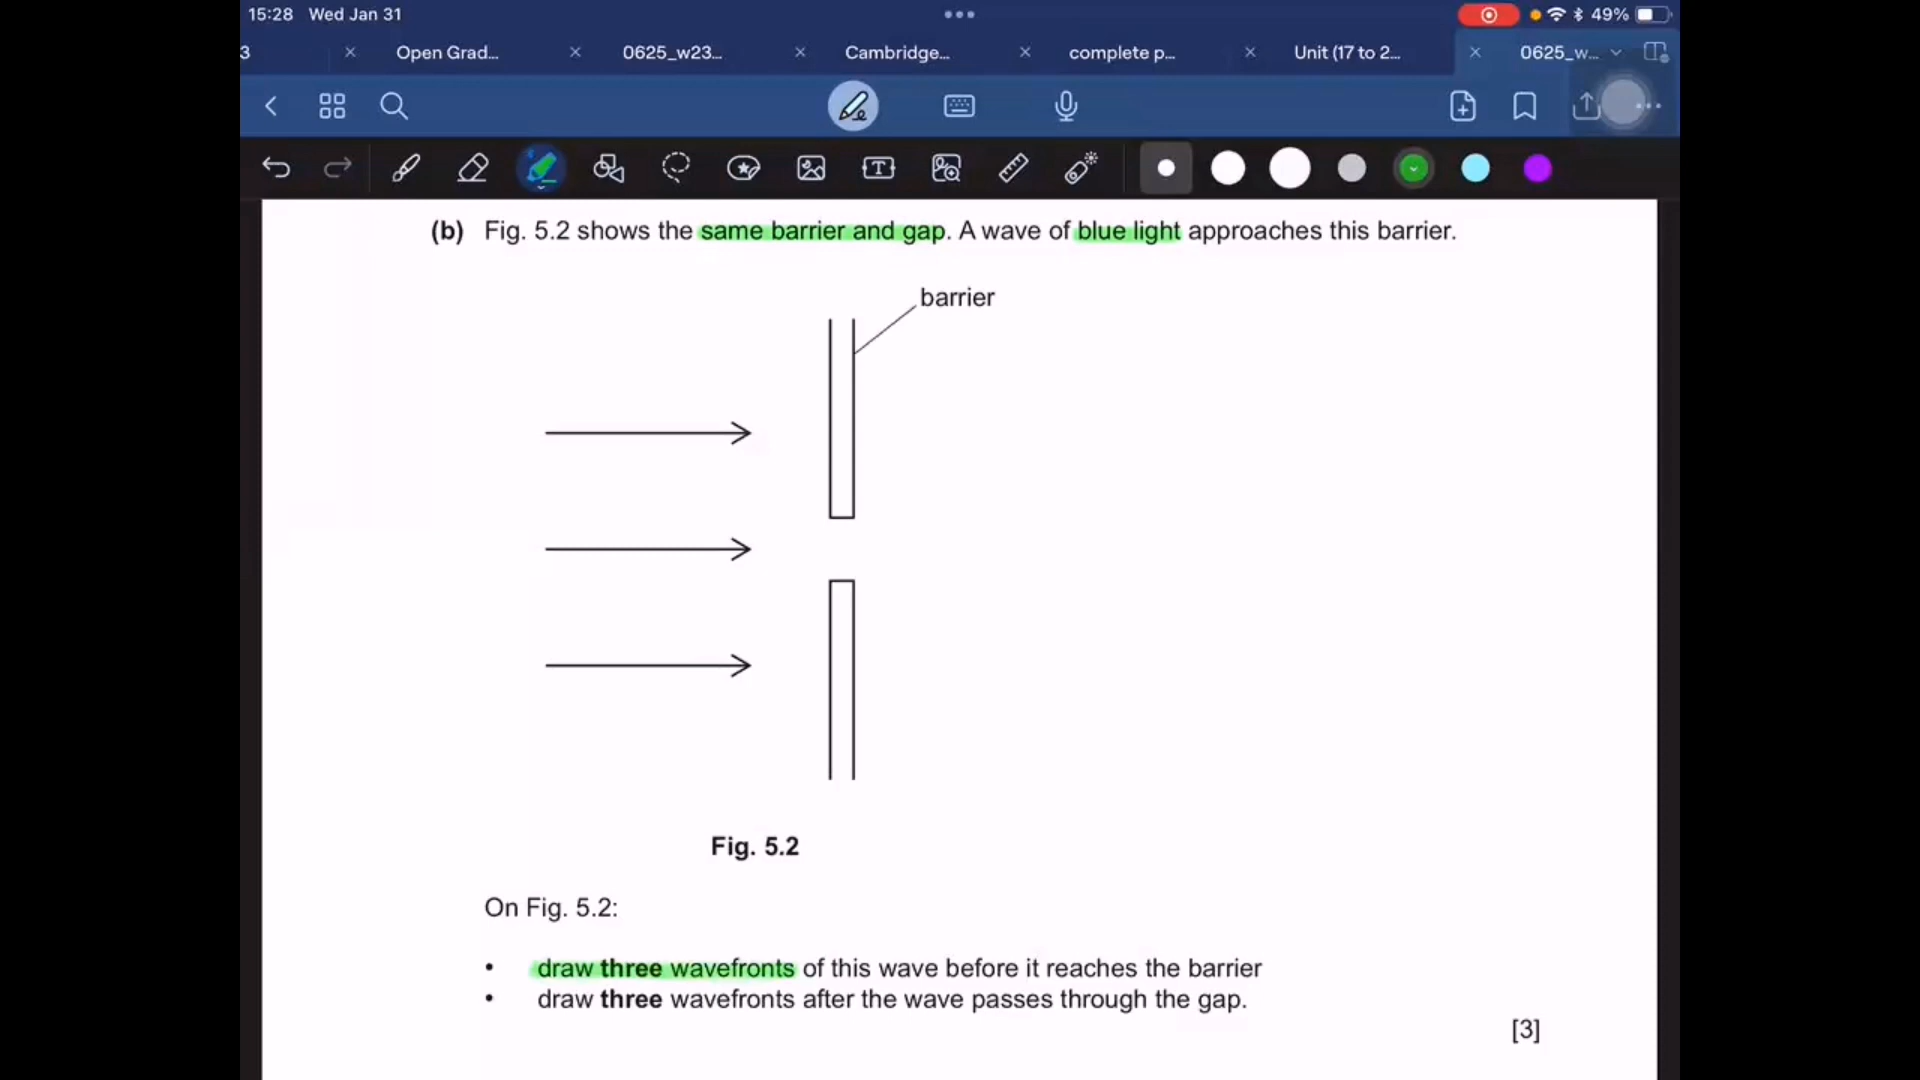 15:28 Wed Jan 31
49%
3
Open Grad...
0625_w23...
Cambridge...
complete p...
Unit (17 to 2...
0625_w...
(b) Fig. 5.2 shows the same barrier and gap. A wave of blue light approaches this barrier.
barrier
Fig. 5.2
On Fig. 5.2:
• draw three wavefronts of this wave before it reaches the barrier
• draw three wavefronts after the wave passes through the gap.
[3]